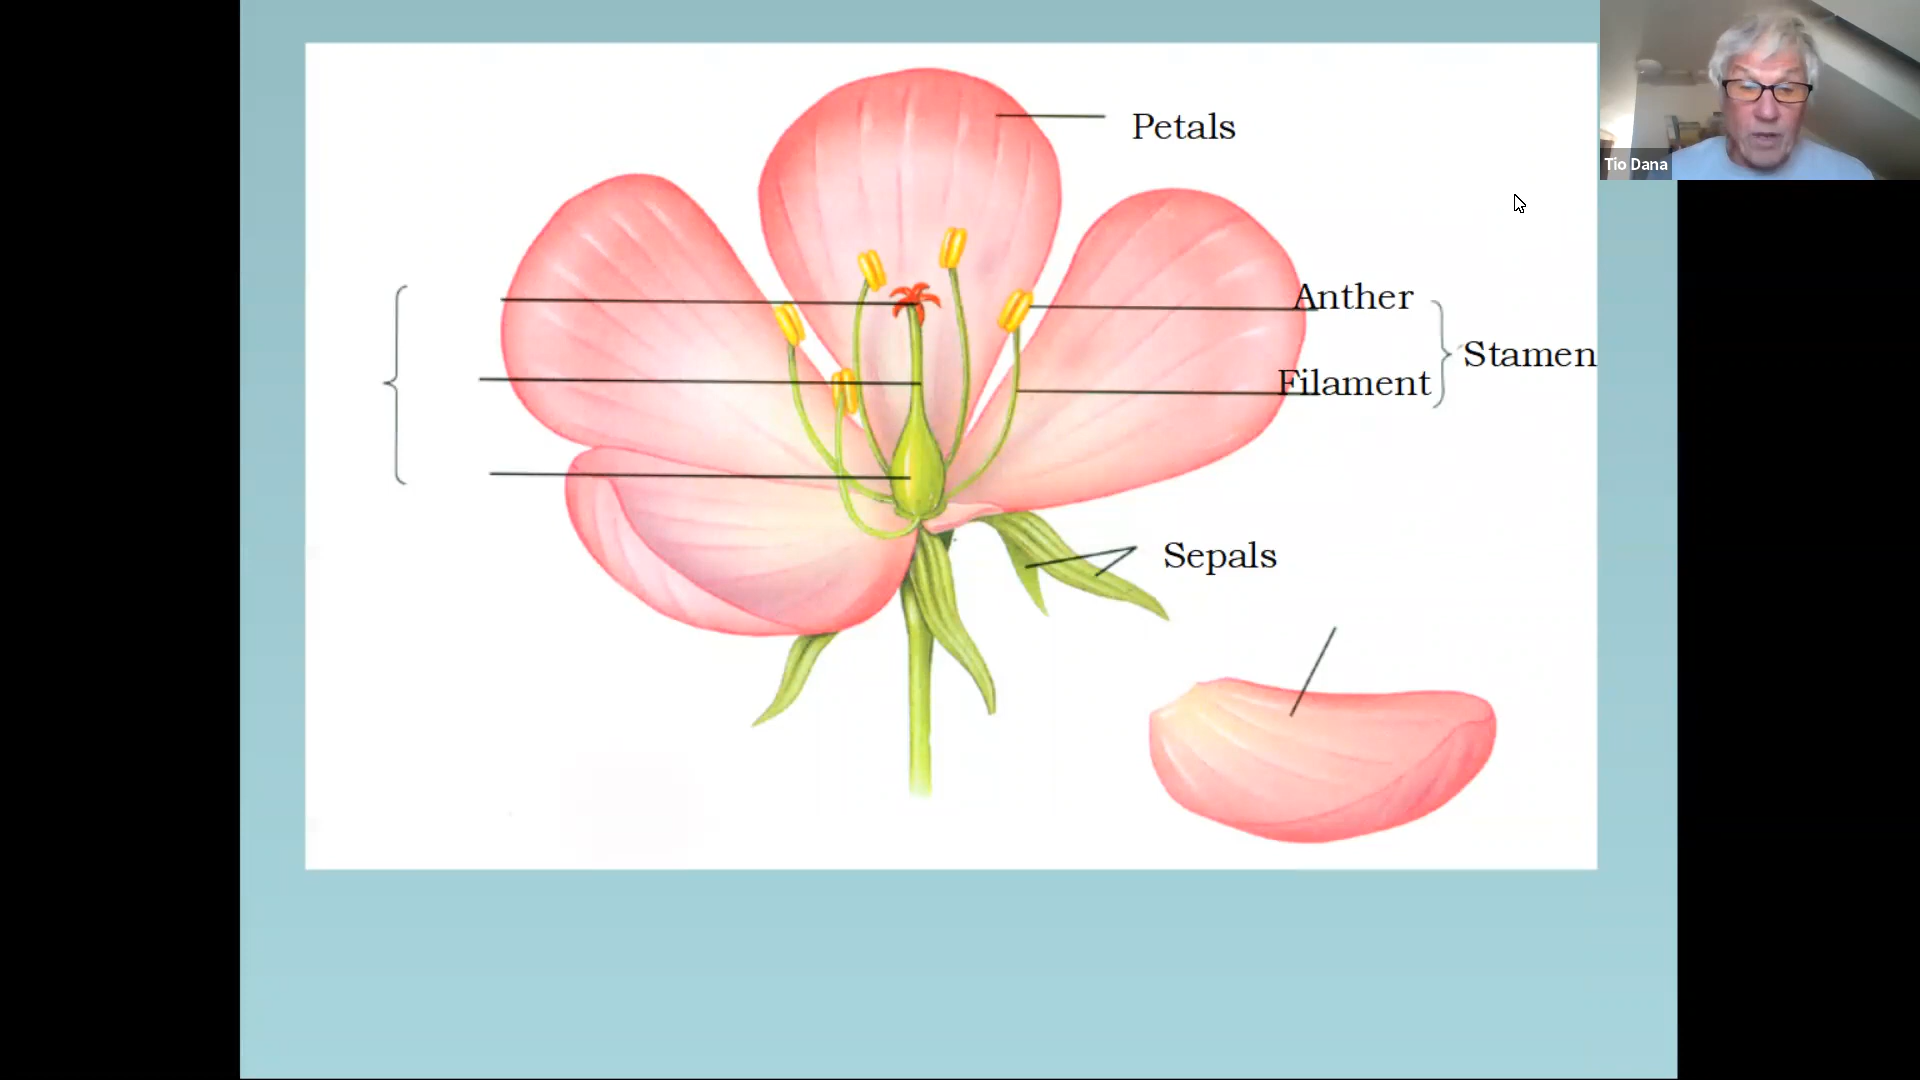 Petals
Tio Dana
Anther
Stamen
Filament
Sepals